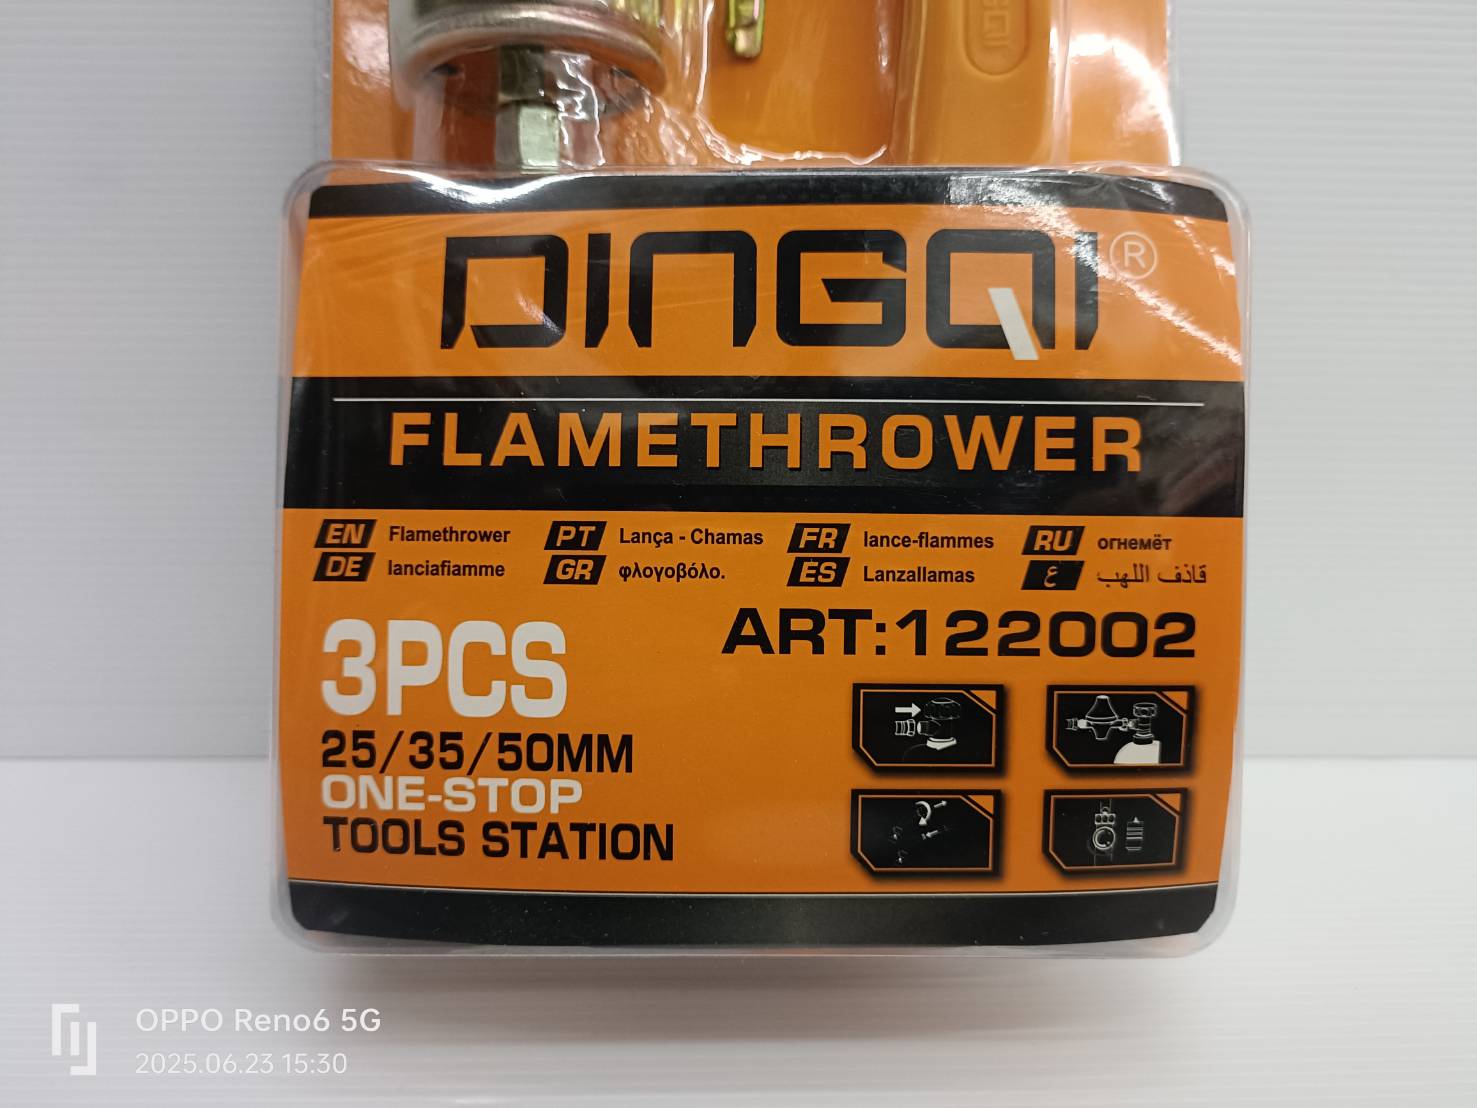 DINGQI®
FLAMETHROWER
EN Flamethrower PT Lança - Chamas FR lance-flammes RU огнемёт
DE lanciafiamme GR φλογοβόλο. ES Lanzallamas ع قاذف اللهب
ART:122002
3PCS
25/35/50MM
ONE-STOP
TOOLS STATION
OPPO Reno6 5G
2025.06.23 15:30